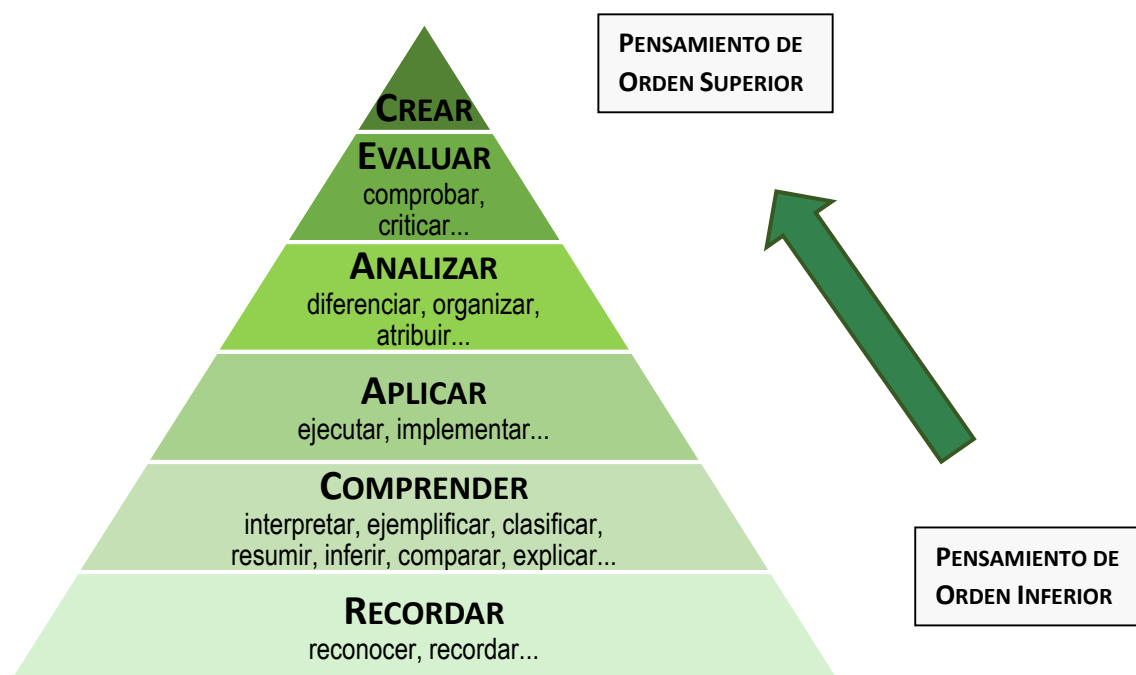 PENSAMIENTO DE
ORDEN SUPERIOR
CREAR
EVALUAR
comprobar,
criticar...
ANALIZAR
diferenciar, organizar,
atribuir...
APLICAR
ejecutar, implementar...
COMPRENDER
interpretar, ejemplificar, clasificar,
resumir, inferir, comparar, explicar...
PENSAMIENTO DE
ORDEN INFERIOR
RECORDAR
reconocer, recordar...